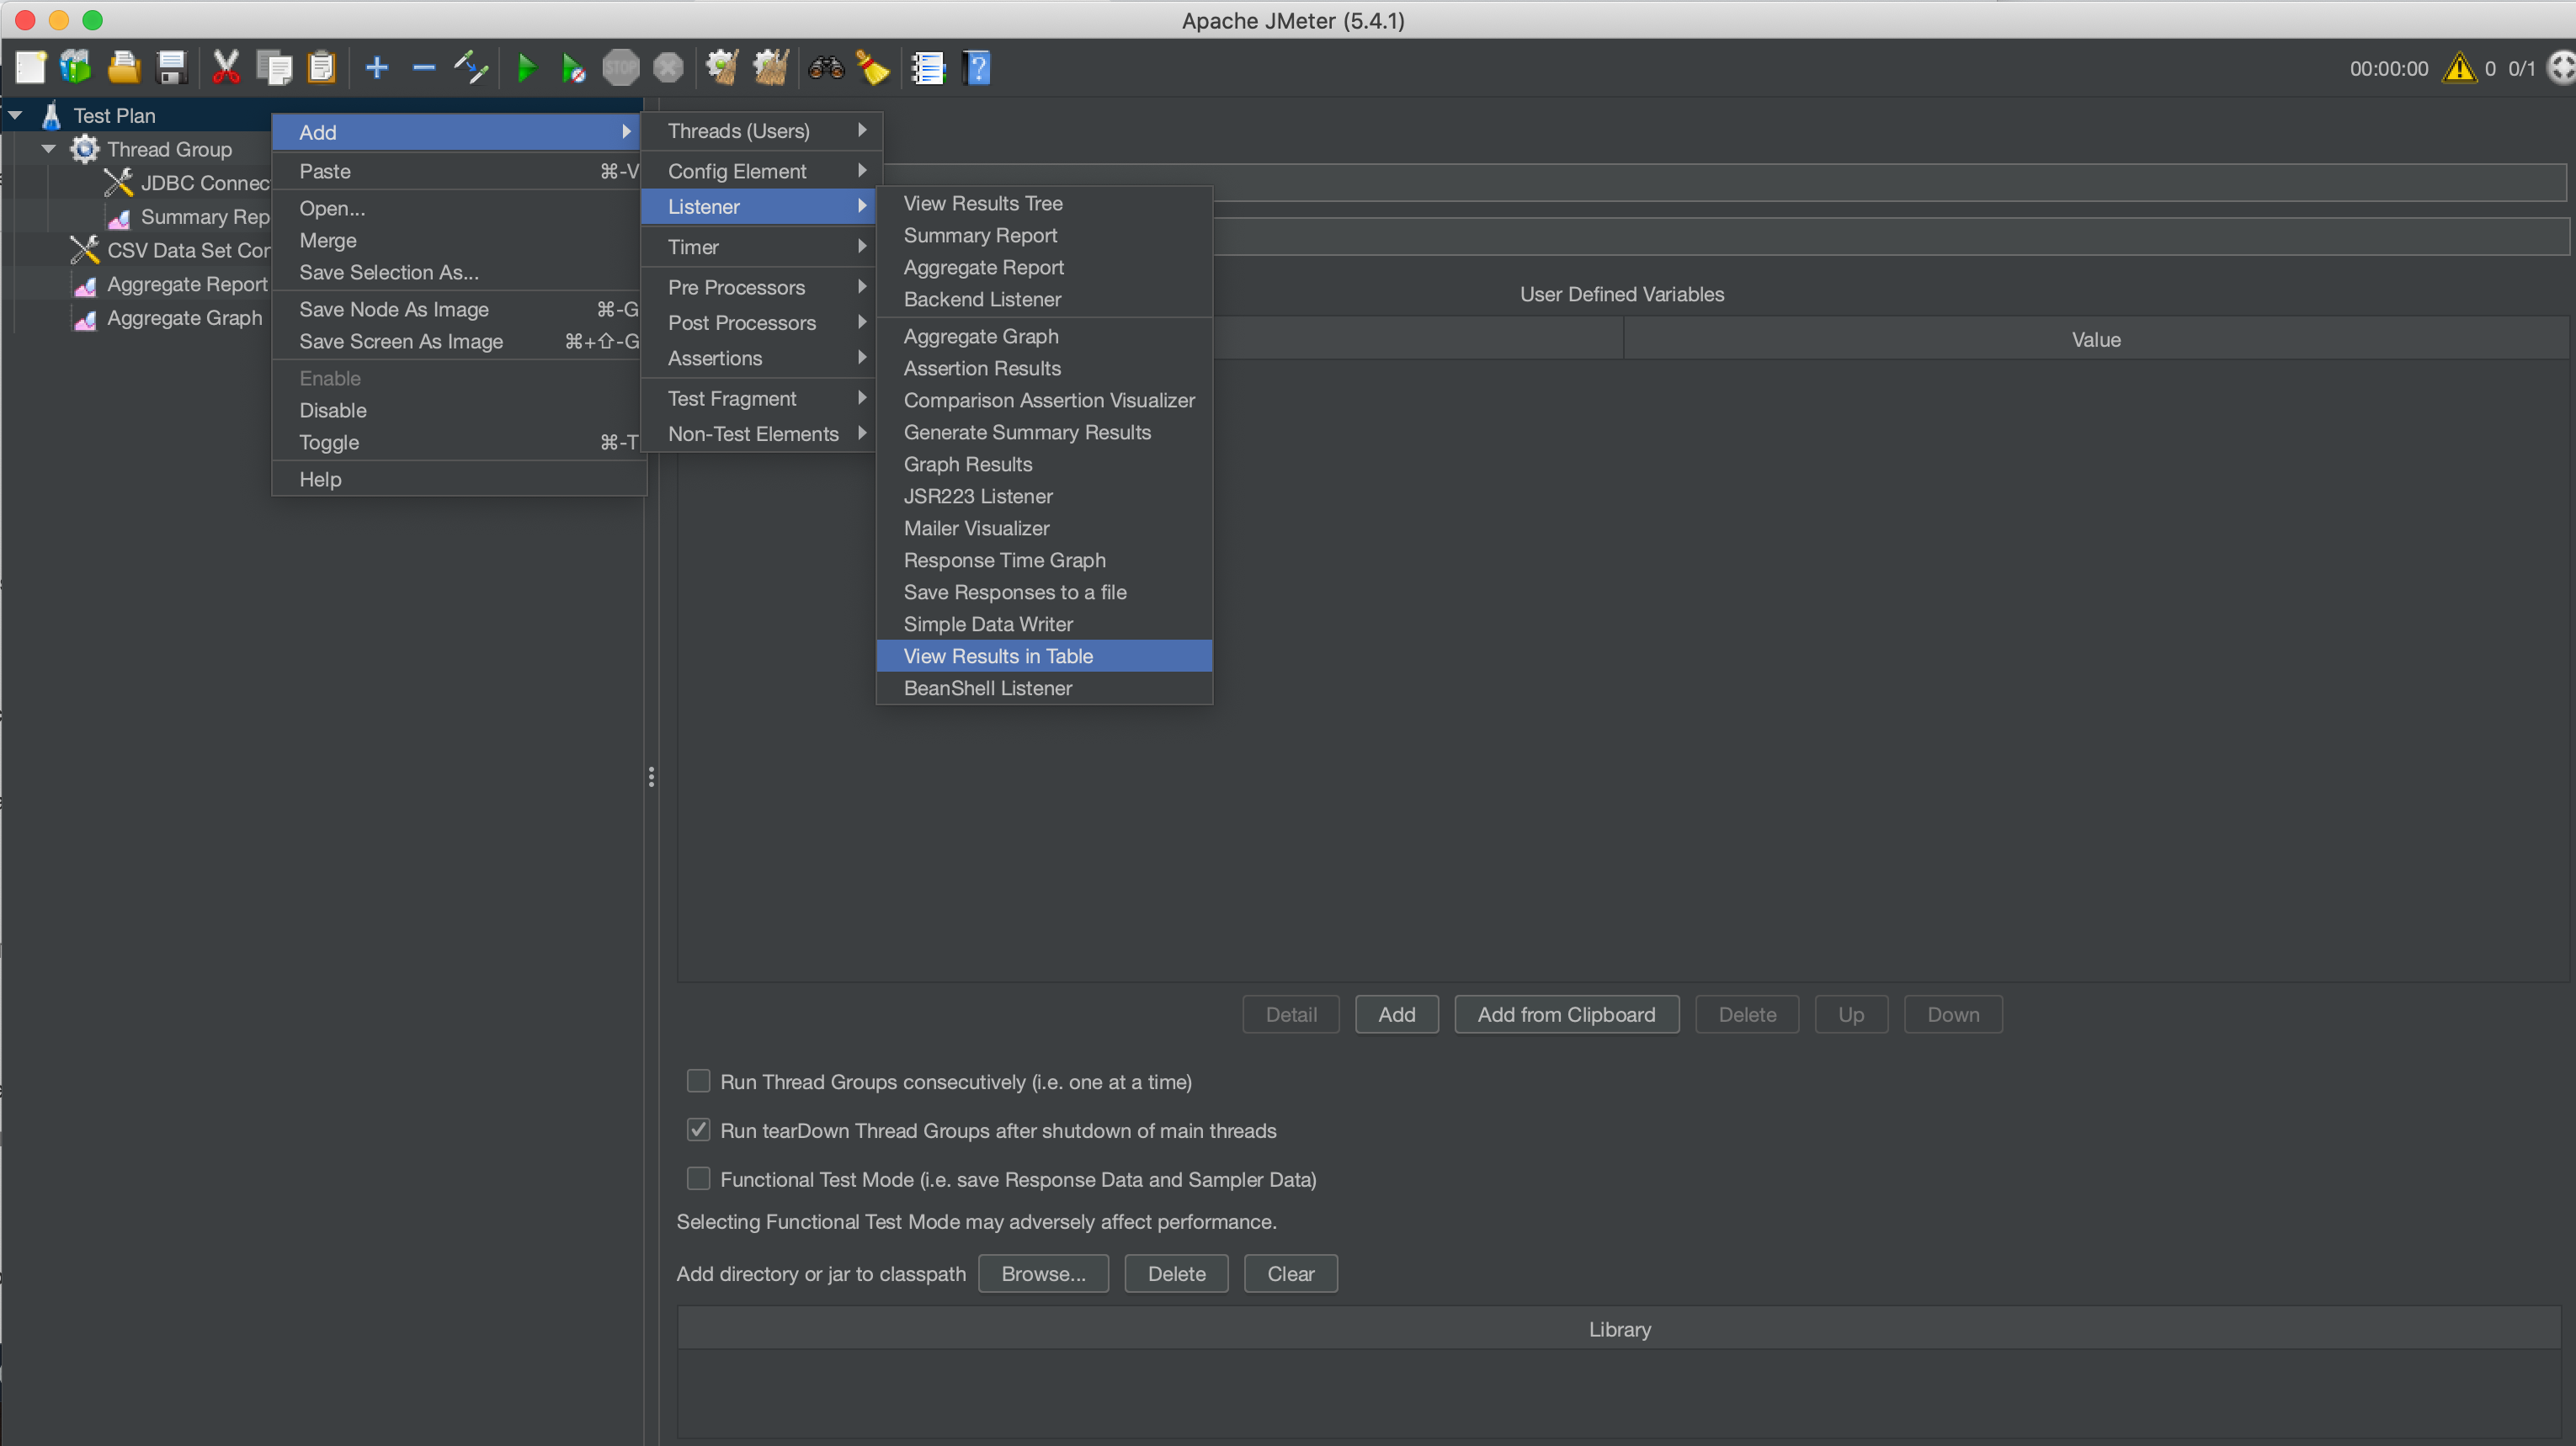 Apache JMeter (5.4.1)
STOP
?
00:00:00
0 0/1
Test Plan
Thread Group
JDBC Connec
Summary Rep
CSV Data Set Cor
Aggregate Report
Aggregate Graph
Add
Paste ⌘-V
Open...
Merge
Save Selection As...
Save Node As Image ⌘-G
Save Screen As Image ⌘+⇧-G
Enable
Disable
Toggle ⌘-T
Help
Threads (Users)
Config Element
Listener
Timer
Pre Processors
Post Processors
Assertions
Test Fragment
Non-Test Elements
View Results Tree
Summary Report
Aggregate Report
Backend Listener
Aggregate Graph
Assertion Results
Comparison Assertion Visualizer
Generate Summary Results
Graph Results
JSR223 Listener
Mailer Visualizer
Response Time Graph
Save Responses to a file
Simple Data Writer
View Results in Table
BeanShell Listener
User Defined Variables
Value
Detail Add Add from Clipboard Delete Up Down
Run Thread Groups consecutively (i.e. one at a time)
Run tearDown Thread Groups after shutdown of main threads
Functional Test Mode (i.e. save Response Data and Sampler Data)
Selecting Functional Test Mode may adversely affect performance.
Add directory or jar to classpath Browse... Delete Clear
Library